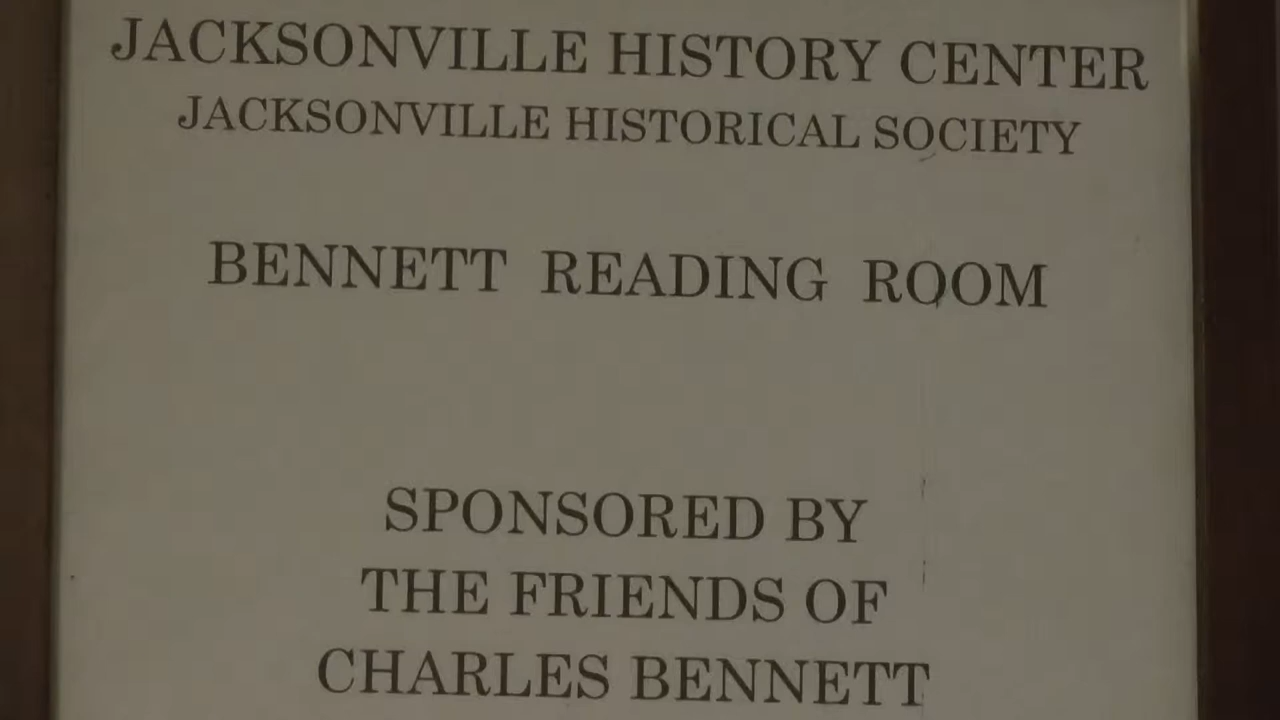 JACKSONVILLE HISTORY CENTER
JACKSONVILLE HISTORICAL SOCIETY
BENNETT READING ROOM
SPONSORED BY
THE FRIENDS OF
CHARLES BENNETT